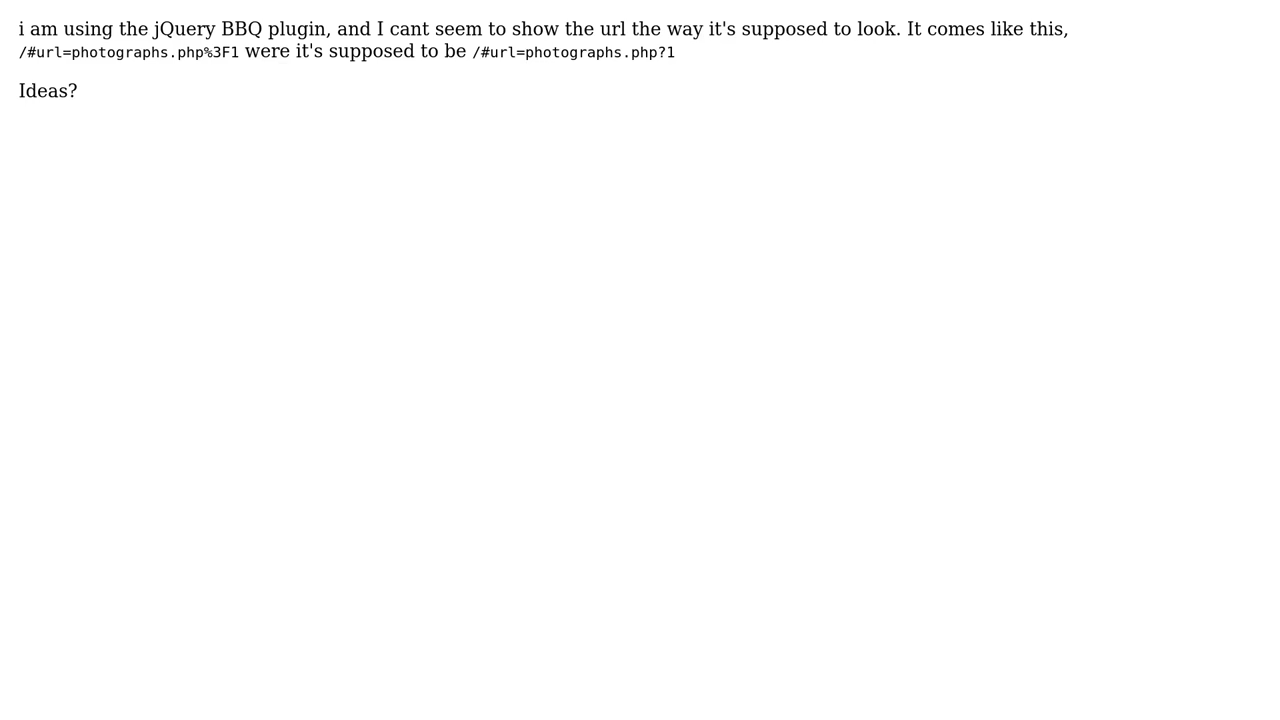 i am using the jQuery BBQ plugin, and I cant seem to show the url the way it's supposed to look. It comes like this,
/#url=photographs.php%3F1 were it's supposed to be /#url=photographs.php?1
Ideas?